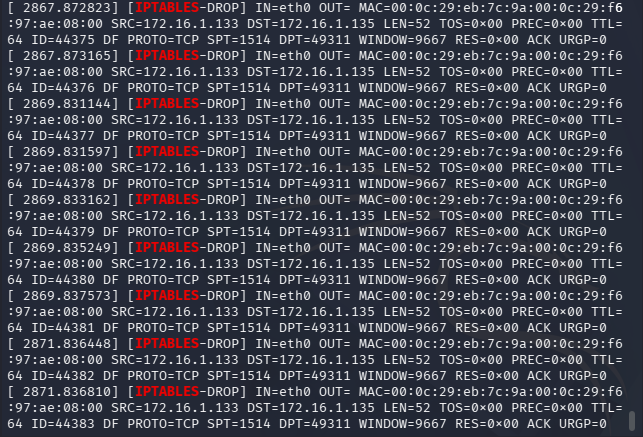 [ 2867.872823] [IPTABLES-DROP] IN=eth0 OUT= MAC=00:0c:29:eb:7c:9a:00:0c:29:f6
:97:ae:08:00 SRC=172.16.1.133 DST=172.16.1.135 LEN=52 TOS=0×00 PREC=0×00 TTL=
64 ID=44375 DF PROTO=TCP SPT=1514 DPT=49311 WINDOW=9667 RES=0×00 ACK URGP=0
[ 2867.873165] [IPTABLES-DROP] IN=eth0 OUT= MAC=00:0c:29:eb:7c:9a:00:0c:29:f6
:97:ae:08:00 SRC=172.16.1.133 DST=172.16.1.135 LEN=52 TOS=0×00 PREC=0×00 TTL=
64 ID=44376 DF PROTO=TCP SPT=1514 DPT=49311 WINDOW=9667 RES=0×00 ACK URGP=0
[ 2869.831144] [IPTABLES-DROP] IN=eth0 OUT= MAC=00:0c:29:eb:7c:9a:00:0c:29:f6
:97:ae:08:00 SRC=172.16.1.133 DST=172.16.1.135 LEN=52 TOS=0×00 PREC=0×00 TTL=
64 ID=44377 DF PROTO=TCP SPT=1514 DPT=49311 WINDOW=9667 RES=0×00 ACK URGP=0
[ 2869.831597] [IPTABLES-DROP] IN=eth0 OUT= MAC=00:0c:29:eb:7c:9a:00:0c:29:f6
:97:ae:08:00 SRC=172.16.1.133 DST=172.16.1.135 LEN=52 TOS=0×00 PREC=0×00 TTL=
64 ID=44378 DF PROTO=TCP SPT=1514 DPT=49311 WINDOW=9667 RES=0×00 ACK URGP=0
[ 2869.833162] [IPTABLES-DROP] IN=eth0 OUT= MAC=00:0c:29:eb:7c:9a:00:0c:29:f6
:97:ae:08:00 SRC=172.16.1.133 DST=172.16.1.135 LEN=52 TOS=0×00 PREC=0×00 TTL=
64 ID=44379 DF PROTO=TCP SPT=1514 DPT=49311 WINDOW=9667 RES=0×00 ACK URGP=0
[ 2869.835249] [IPTABLES-DROP] IN=eth0 OUT= MAC=00:0c:29:eb:7c:9a:00:0c:29:f6
:97:ae:08:00 SRC=172.16.1.133 DST=172.16.1.135 LEN=52 TOS=0×00 PREC=0×00 TTL=
64 ID=44380 DF PROTO=TCP SPT=1514 DPT=49311 WINDOW=9667 RES=0×00 ACK URGP=0
[ 2869.837573] [IPTABLES-DROP] IN=eth0 OUT= MAC=00:0c:29:eb:7c:9a:00:0c:29:f6
:97:ae:08:00 SRC=172.16.1.133 DST=172.16.1.135 LEN=52 TOS=0×00 PREC=0×00 TTL=
64 ID=44381 DF PROTO=TCP SPT=1514 DPT=49311 WINDOW=9667 RES=0×00 ACK URGP=0
[ 2871.836448] [IPTABLES-DROP] IN=eth0 OUT= MAC=00:0c:29:eb:7c:9a:00:0c:29:f6
:97:ae:08:00 SRC=172.16.1.133 DST=172.16.1.135 LEN=52 TOS=0×00 PREC=0×00 TTL=
64 ID=44382 DF PROTO=TCP SPT=1514 DPT=49311 WINDOW=9667 RES=0×00 ACK URGP=0
[ 2871.836810] [IPTABLES-DROP] IN=eth0 OUT= MAC=00:0c:29:eb:7c:9a:00:0c:29:f6
:97:ae:08:00 SRC=172.16.1.133 DST=172.16.1.135 LEN=52 TOS=0×00 PREC=0×00 TTL=
64 ID=44383 DF PROTO=TCP SPT=1514 DPT=49311 WINDOW=9667 RES=0×00 ACK URGP=0